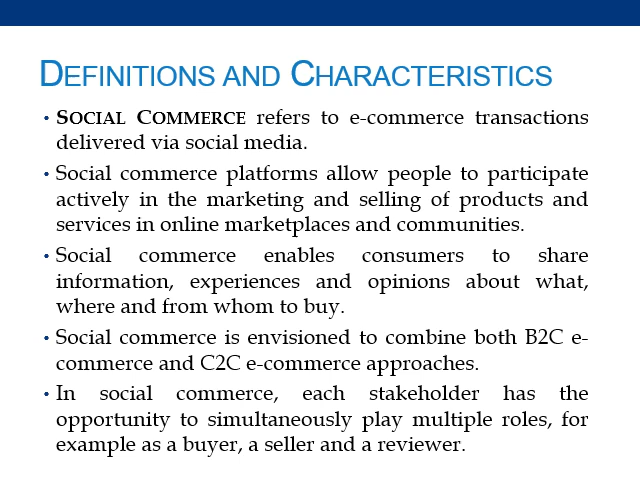 DEFINITIONS AND CHARACTERISTICS
• SOCIAL COMMERCE refers to e-commerce transactions
delivered via social media.
• Social commerce platforms allow people to participate
actively in the marketing and selling of products and
services in online marketplaces and communities.
• Social commerce enables consumers to share
information, experiences and opinions about what,
where and from whom to buy.
• Social commerce is envisioned to combine both B2C e-
commerce and C2C e-commerce approaches.
• In social commerce, each stakeholder has the
opportunity to simultaneously play multiple roles, for
example as a buyer, a seller and a reviewer.